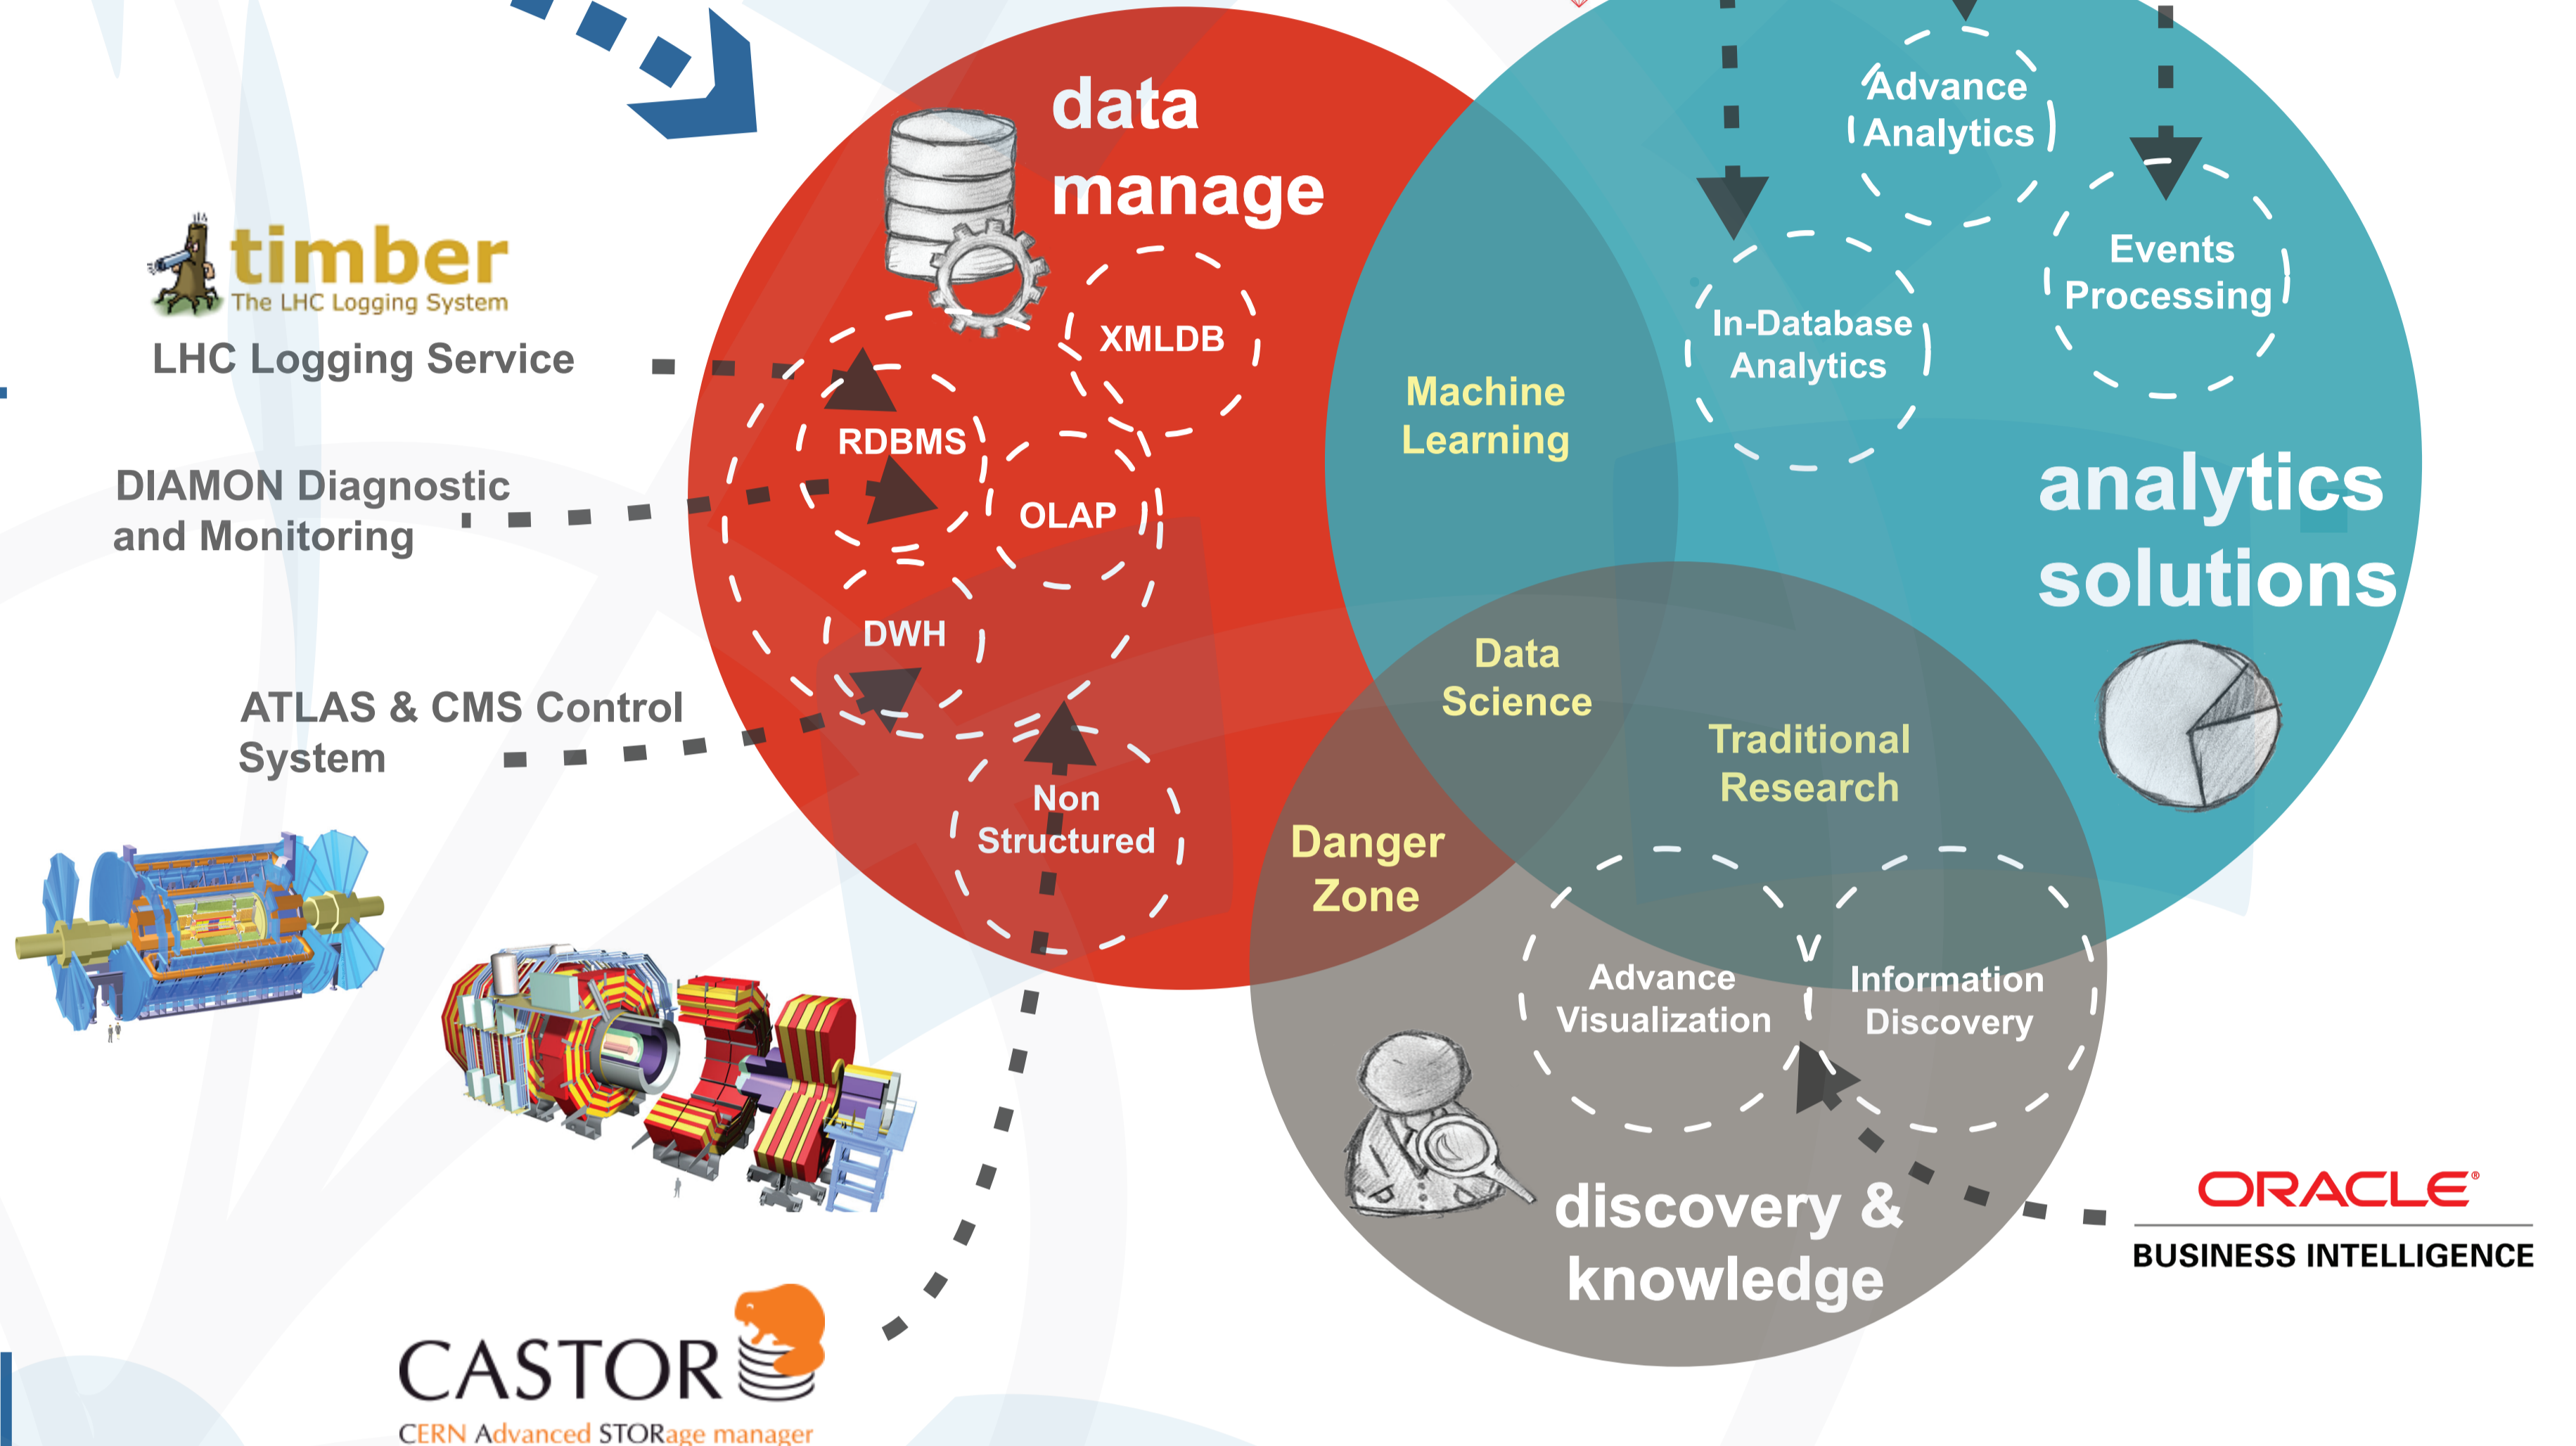 data
manage
Advance
Analytics
Events
Processing
timber
The LHC Logging System
LHC Logging Service
XMLDB
In-Database
Analytics
Machine
Learning
RDBMS
OLAP
DIAMON Diagnostic
and Monitoring
analytics
solutions
DWH
Data
Science
ATLAS & CMS Control
System
Traditional
Research
Non
Structured
Danger
Zone
Advance
Visualization
Information
Discovery
discovery &
knowledge
ORACLE®
BUSINESS INTELLIGENCE
CASTOR
CERN Advanced STORage manager